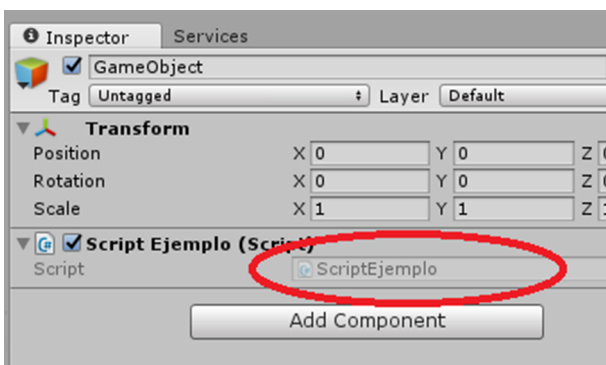 Inspector Services
GameObject
Tag Untagged Layer Default
Transform
Position X 0 Y 0 Z
Rotation X 0 Y 0 Z
Scale X 1 Y 1 Z
Script Ejemplo (Script)
Script ScriptEjemplo
Add Component